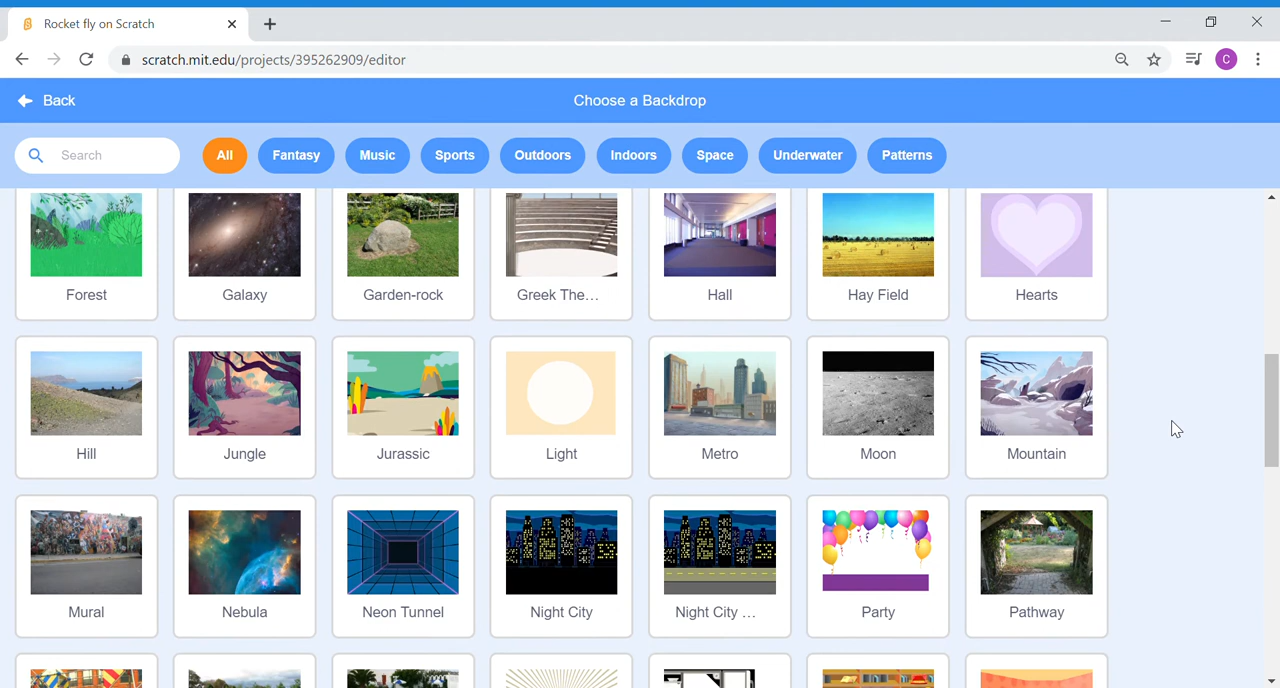 Rocket fly on Scratch
scratch.mit.edu/projects/395262909/editor
C
Back
Choose a Backdrop
Search
All
Fantasy
Music
Sports
Outdoors
Indoors
Space
Underwater
Patterns
Forest
Galaxy
Garden-rock
Greek The...
Hall
Hay Field
Hearts
Hill
Jungle
Jurassic
Light
Metro
Moon
Mountain
Mural
Nebula
Neon Tunnel
Night City
Night City ...
Party
Pathway